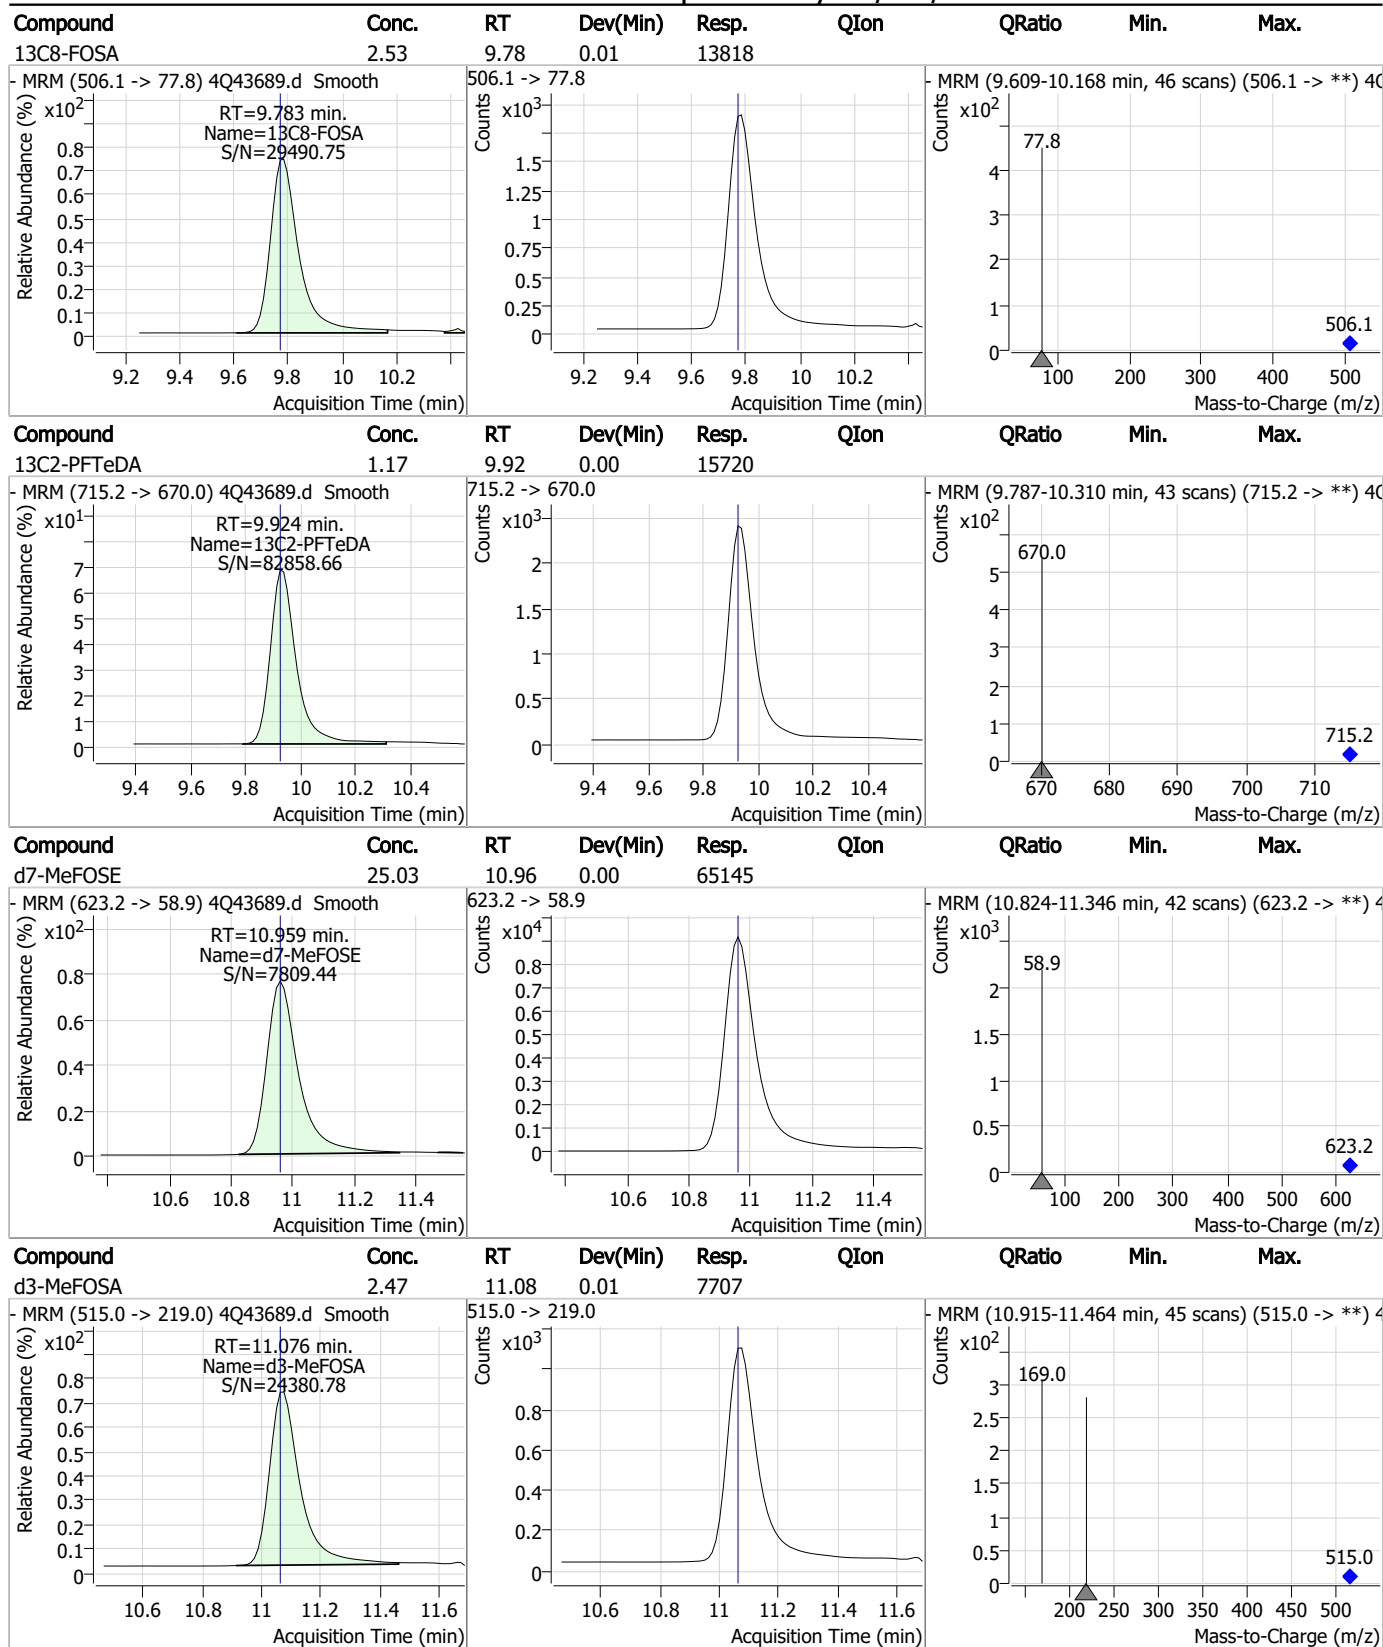 Compound Conc. RT Dev(Min) Resp. QIon QRatio Min. Max.
13C8-FOSA 2.53 9.78 0.01 13818
- MRM (506.1 -> 77.8) 4Q43689.d Smooth 506.1 -> 77.8 - MRM (9.609-10.168 min, 46 scans) (506.1 -> **)
Relative Abundance (%) x10² Counts x10³ Counts x10²
RT=9.783 min.
Name=13C8-FOSA
S/N=29490.75
77.8
506.1
0.8 0.7 0.6 0.5 0.4 0.3 0.2 0.1 0
1.5 1.25 1 0.75 0.5 0.25 0
4 3 2 1 0
9.2 9.4 9.6 9.8 10 10.2 9.2 9.4 9.6 9.8 10 10.2 100 200 300 400 500
Acquisition Time (min) Acquisition Time (min) Mass-to-Charge (m/z)
Compound Conc. RT Dev(Min) Resp. QIon QRatio Min. Max.
13C2-PFTeDA 1.17 9.92 0.00 15720
- MRM (715.2 -> 670.0) 4Q43689.d Smooth 715.2 -> 670.0 - MRM (9.787-10.310 min, 43 scans) (715.2 -> **)
Relative Abundance (%) x10¹ Counts x10³ Counts x10²
RT=9.924 min.
Name=13C2-PFTeDA
S/N=82858.66
670.0
715.2
7 6 5 4 3 2 1 0
2 1.5 1 0.5 0
5 4 3 2 1 0
9.4 9.6 9.8 10 10.2 10.4 9.4 9.6 9.8 10 10.2 10.4 670 680 690 700 710
Acquisition Time (min) Acquisition Time (min) Mass-to-Charge (m/z)
Compound Conc. RT Dev(Min) Resp. QIon QRatio Min. Max.
d7-MeFOSE 25.03 10.96 0.00 65145
- MRM (623.2 -> 58.9) 4Q43689.d Smooth 623.2 -> 58.9 - MRM (10.824-11.346 min, 42 scans) (623.2 -> **)
Relative Abundance (%) x10² Counts x10⁴ Counts x10³
RT=10.959 min.
Name=d7-MeFOSE
S/N=7809.44
58.9
623.2
0.8 0.6 0.4 0.2 0
0.8 0.7 0.6 0.5 0.4 0.3 0.2 0.1 0
2 1.5 1 0.5 0
10.6 10.8 11 11.2 11.4 10.6 10.8 11 11.2 11.4 100 200 300 400 500 600
Acquisition Time (min) Acquisition Time (min) Mass-to-Charge (m/z)
Compound Conc. RT Dev(Min) Resp. QIon QRatio Min. Max.
d3-MeFOSA 2.47 11.08 0.01 7707
- MRM (515.0 -> 219.0) 4Q43689.d Smooth 515.0 -> 219.0 - MRM (10.915-11.464 min, 45 scans) (515.0 -> **)
Relative Abundance (%) x10² Counts x10³ Counts x10²
RT=11.076 min.
Name=d3-MeFOSA
S/N=24380.78
169.0
515.0
0.8 0.7 0.6 0.5 0.4 0.3 0.2 0.1 0
0.8 0.6 0.4 0.2 0
3 2.5 2 1.5 1 0.5 0
10.6 10.8 11 11.2 11.4 11.6 10.6 10.8 11 11.2 11.4 11.6 200 250 300 350 400 450 500
Acquisition Time (min) Acquisition Time (min) Mass-to-Charge (m/z)